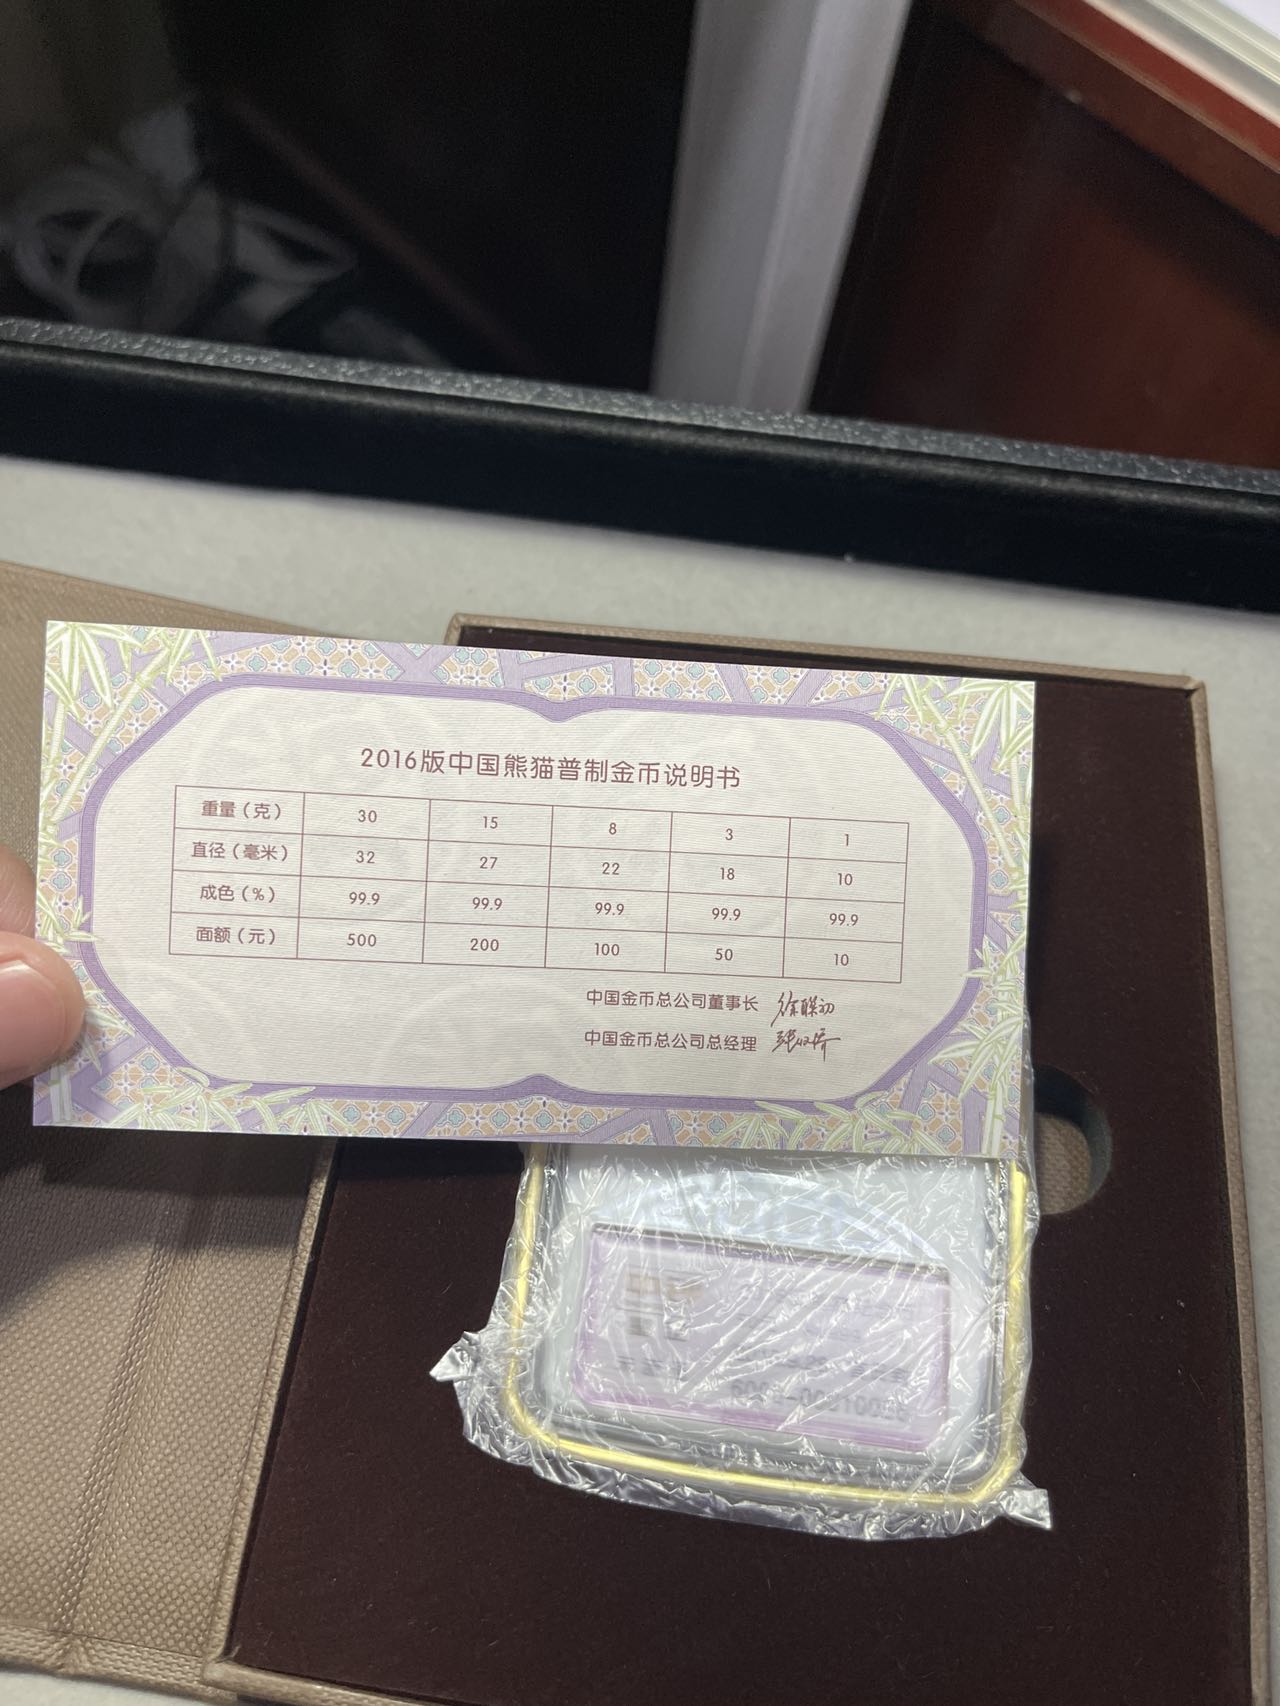 2016版中国熊猫普制金币说明书
重量（克） 30 15 8 3 1
直径（毫米） 32 27 22 18 10
成色（%） 99.9 99.9 99.9 99.9 99.9
面额（元） 500 200 100 50 10
中国金币总公司董事长
中国金币总公司总经理